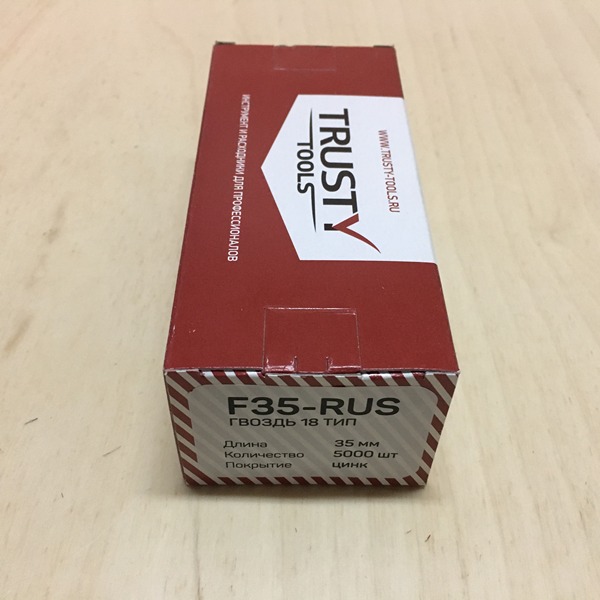 WWW.TRUSTY-TOOLS.RU
TRUSTY
TOOLS
ИНСТРУМЕНТ И РАСХОДНИКИ ДЛЯ ПРОФЕССИОНАЛОВ
F35-RUS
ГВОЗДЬ 18 ТИП
Длина 35 мм
Количество 5000 шт
Покрытие цинк